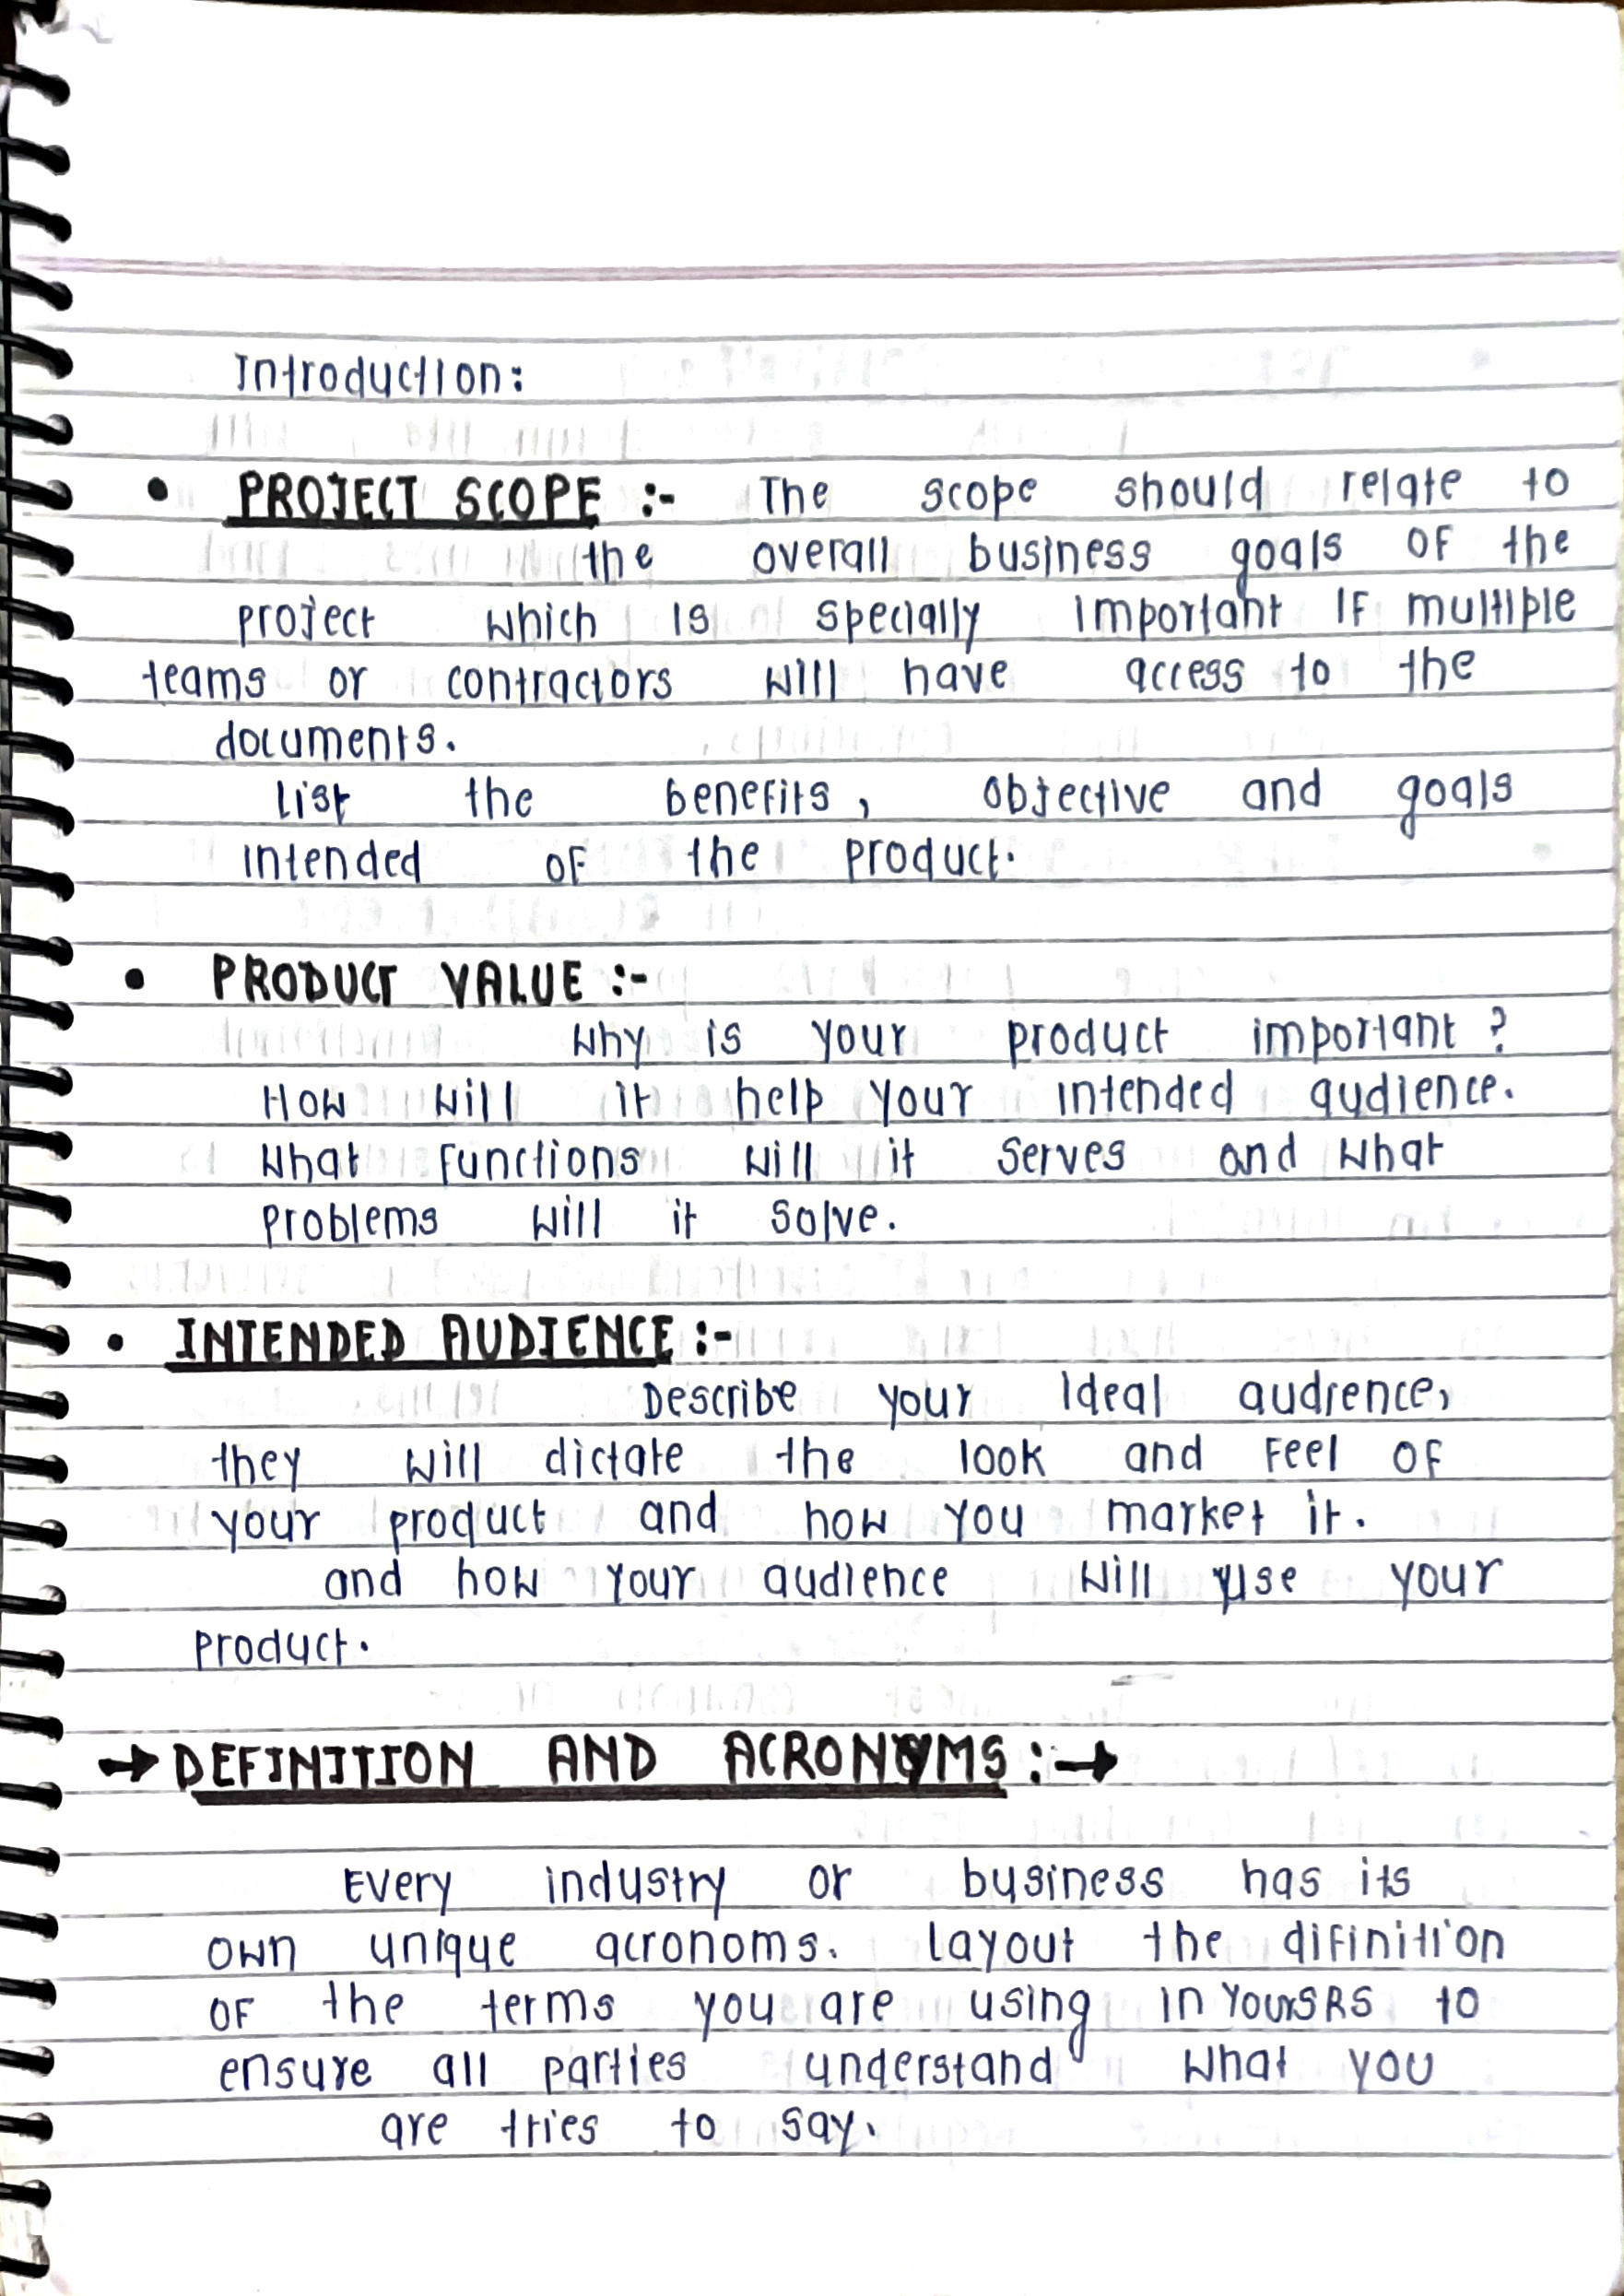 Introduction:
• PROJECT SCOPE :- The scope should relate to
the overall business goals of the
project which is specially important if multiple
teams or contractors will have access to the
documents.
List the benefits, objective and goals
intended of the product.
• PRODUCT VALUE :-
Why is your product important ?
How will it help your intended audience.
What functions will it serves and what
problems will it solve.
• INTENDED AUDIENCE :-
Describe your Ideal audience,
they will dictate the look and feel of
your product and how you market it.
and how your audience will use your
product.
→ DEFINITION AND ACRONYMS : →
Every industry or business has its
own unique acronoms. Layout the difinition
of the terms you are using in your SRS to
ensure all parties understand what you
are tries to say.